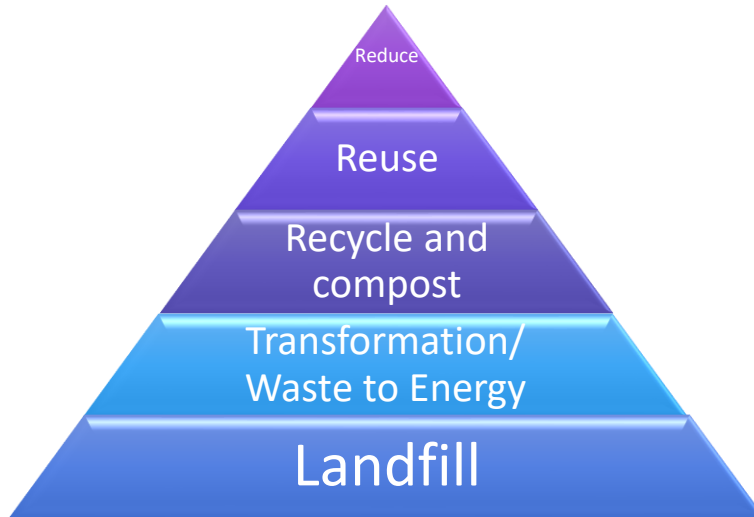 Reduce
Reuse
Recycle and
compost
Transformation/
Waste to Energy
Landfill